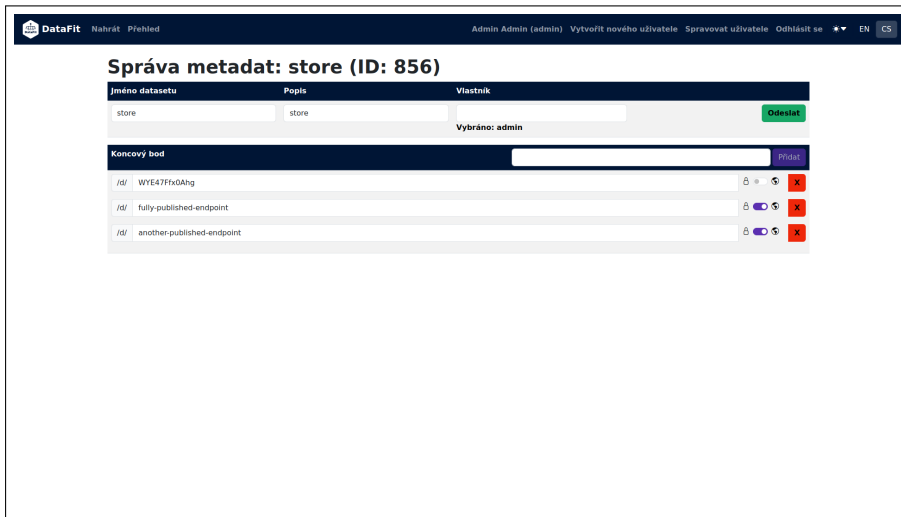 DataFit Nahrát Přehled Admin Admin (admin) Vytvořit nového uživatele Spravovat uživatele Odhlásit se EN CS
Správa metadat: store (ID: 856)
Jméno datasetu Popis Vlastník
store store Odeslat
Vybráno: admin
Koncový bod Přidat
/d/ WYE47Ffx0Ahg X
/d/ fully-published-endpoint X
/d/ another-published-endpoint X